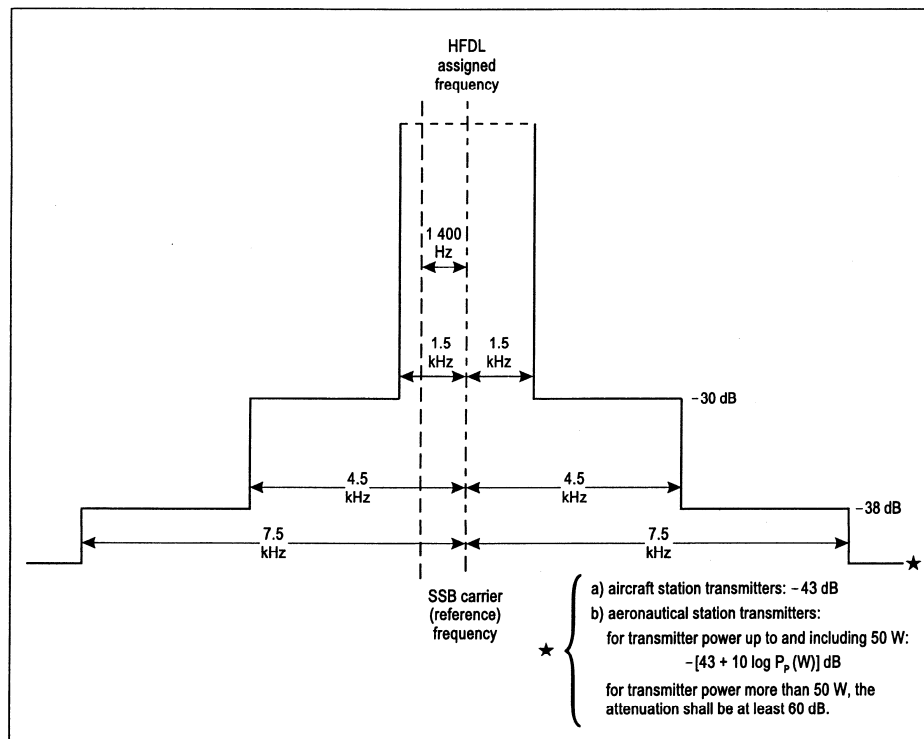 HFDL
assigned
frequency
1 400
Hz
1.5
kHz
1.5
kHz
–30 dB
4.5
kHz
4.5
kHz
–38 dB
7.5
kHz
7.5
kHz
★
SSB carrier
(reference)
frequency
★
a) aircraft station transmitters: –43 dB
b) aeronautical station transmitters:
for transmitter power up to and including 50 W:
–[43 + 10 log Pₚ (W)] dB
for transmitter power more than 50 W, the
attenuation shall be at least 60 dB.